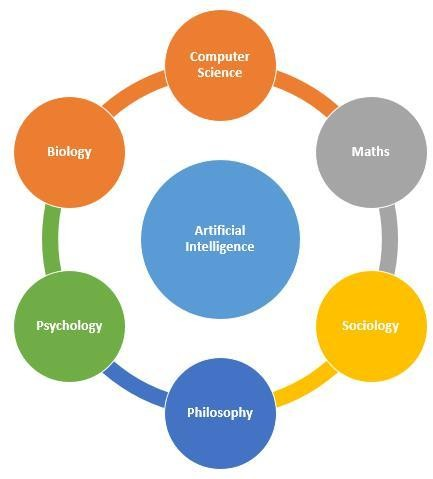 Computer
Science
Biology
Maths
Artificial
Intelligence
Psychology
Sociology
Philosophy